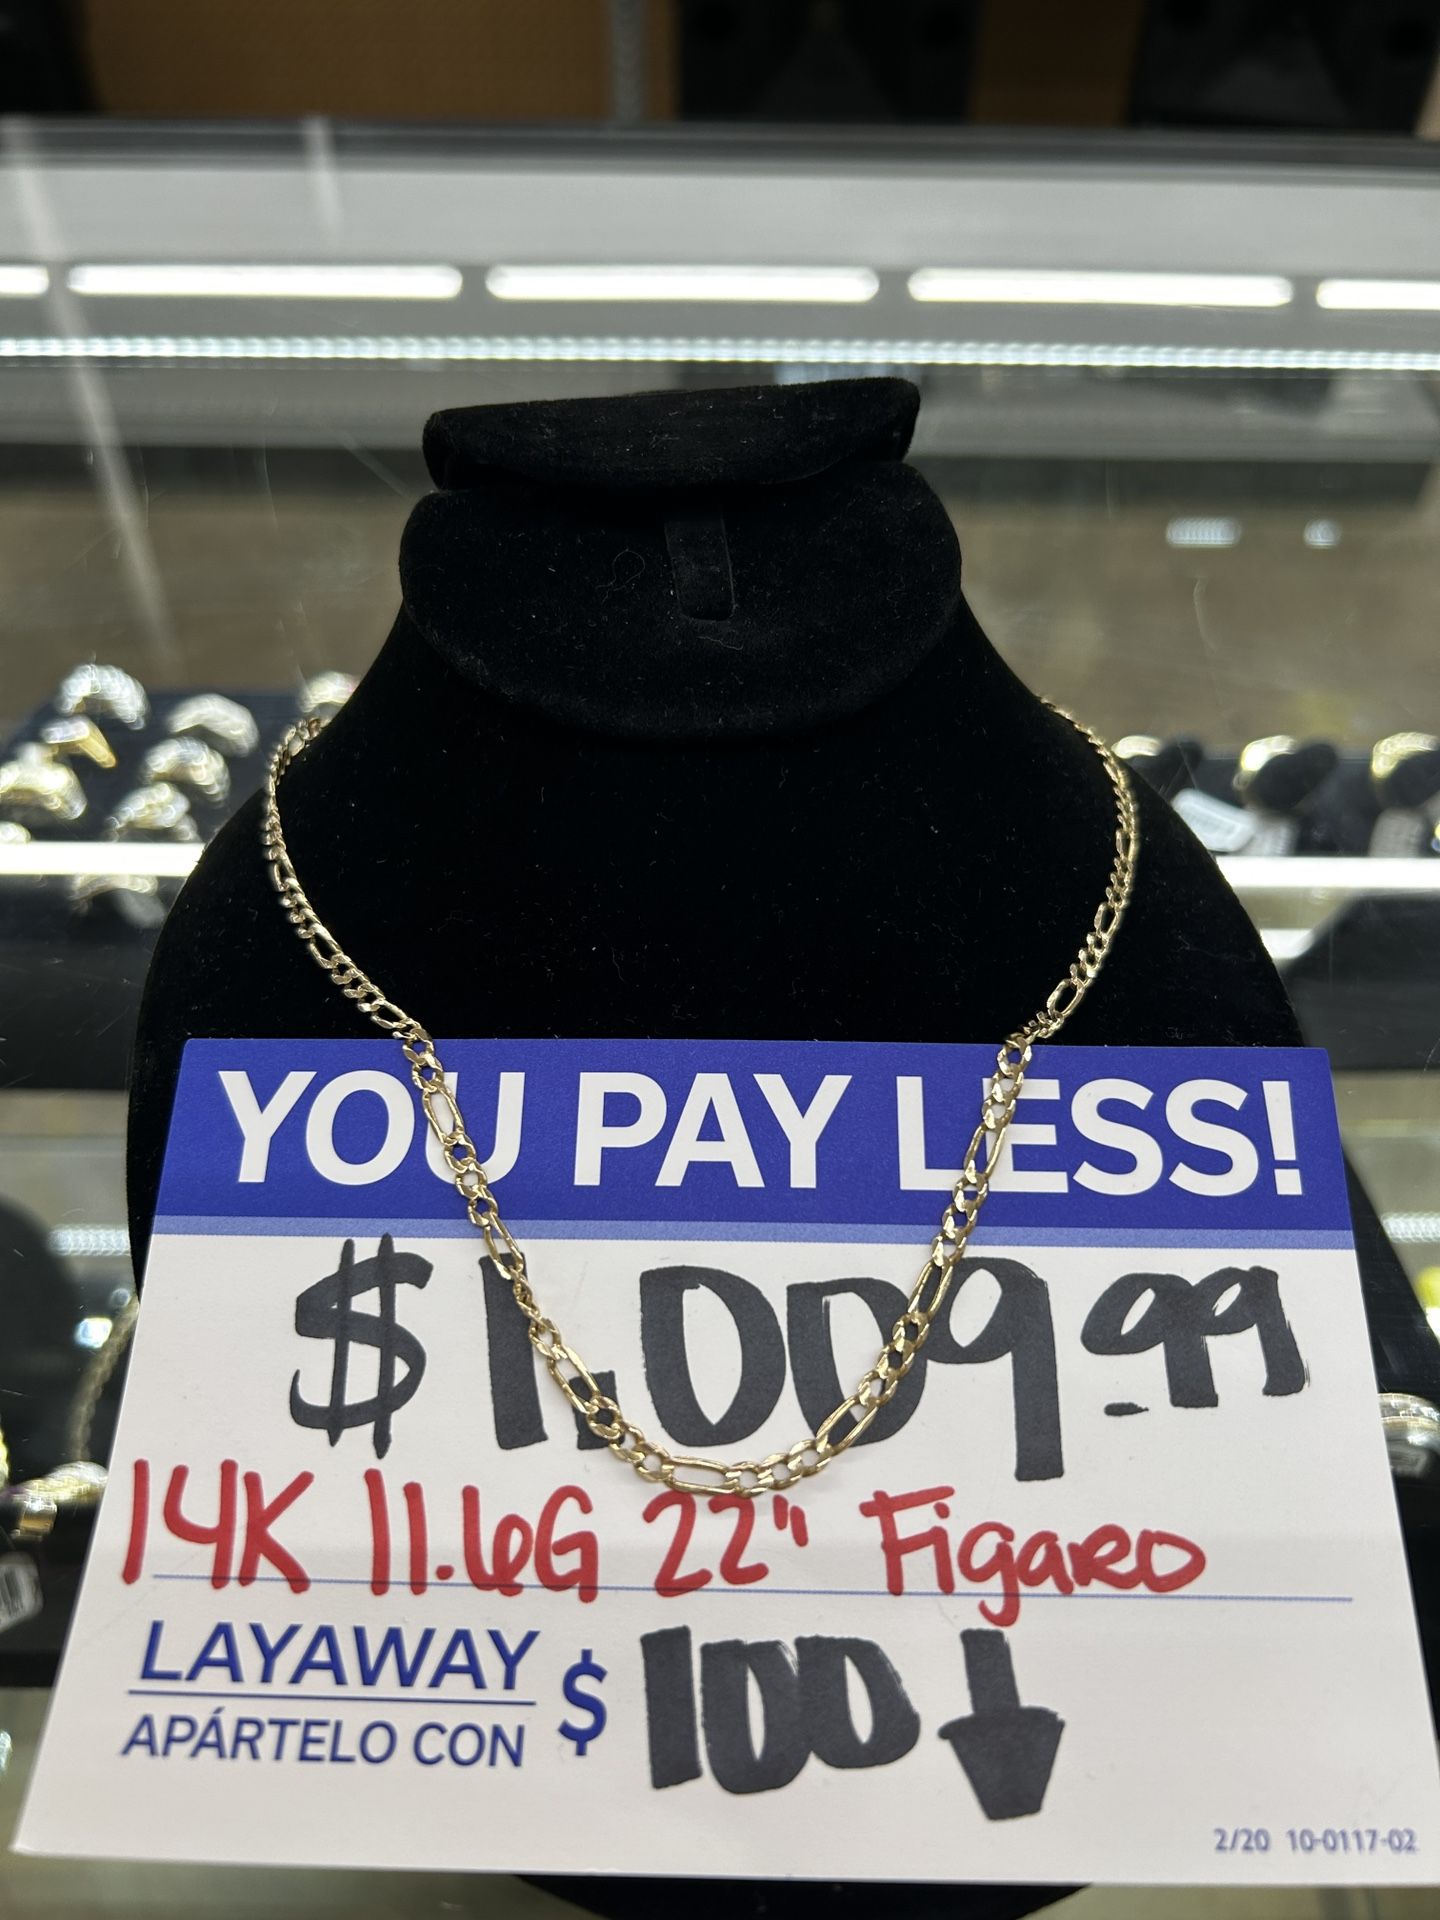 YOU PAY LESS!
$1.009.99
14K 11.6G 22" Figaro
LAYAWAY
APÁRTELO CON
$ 100 ↓
2/20 10-0117-02